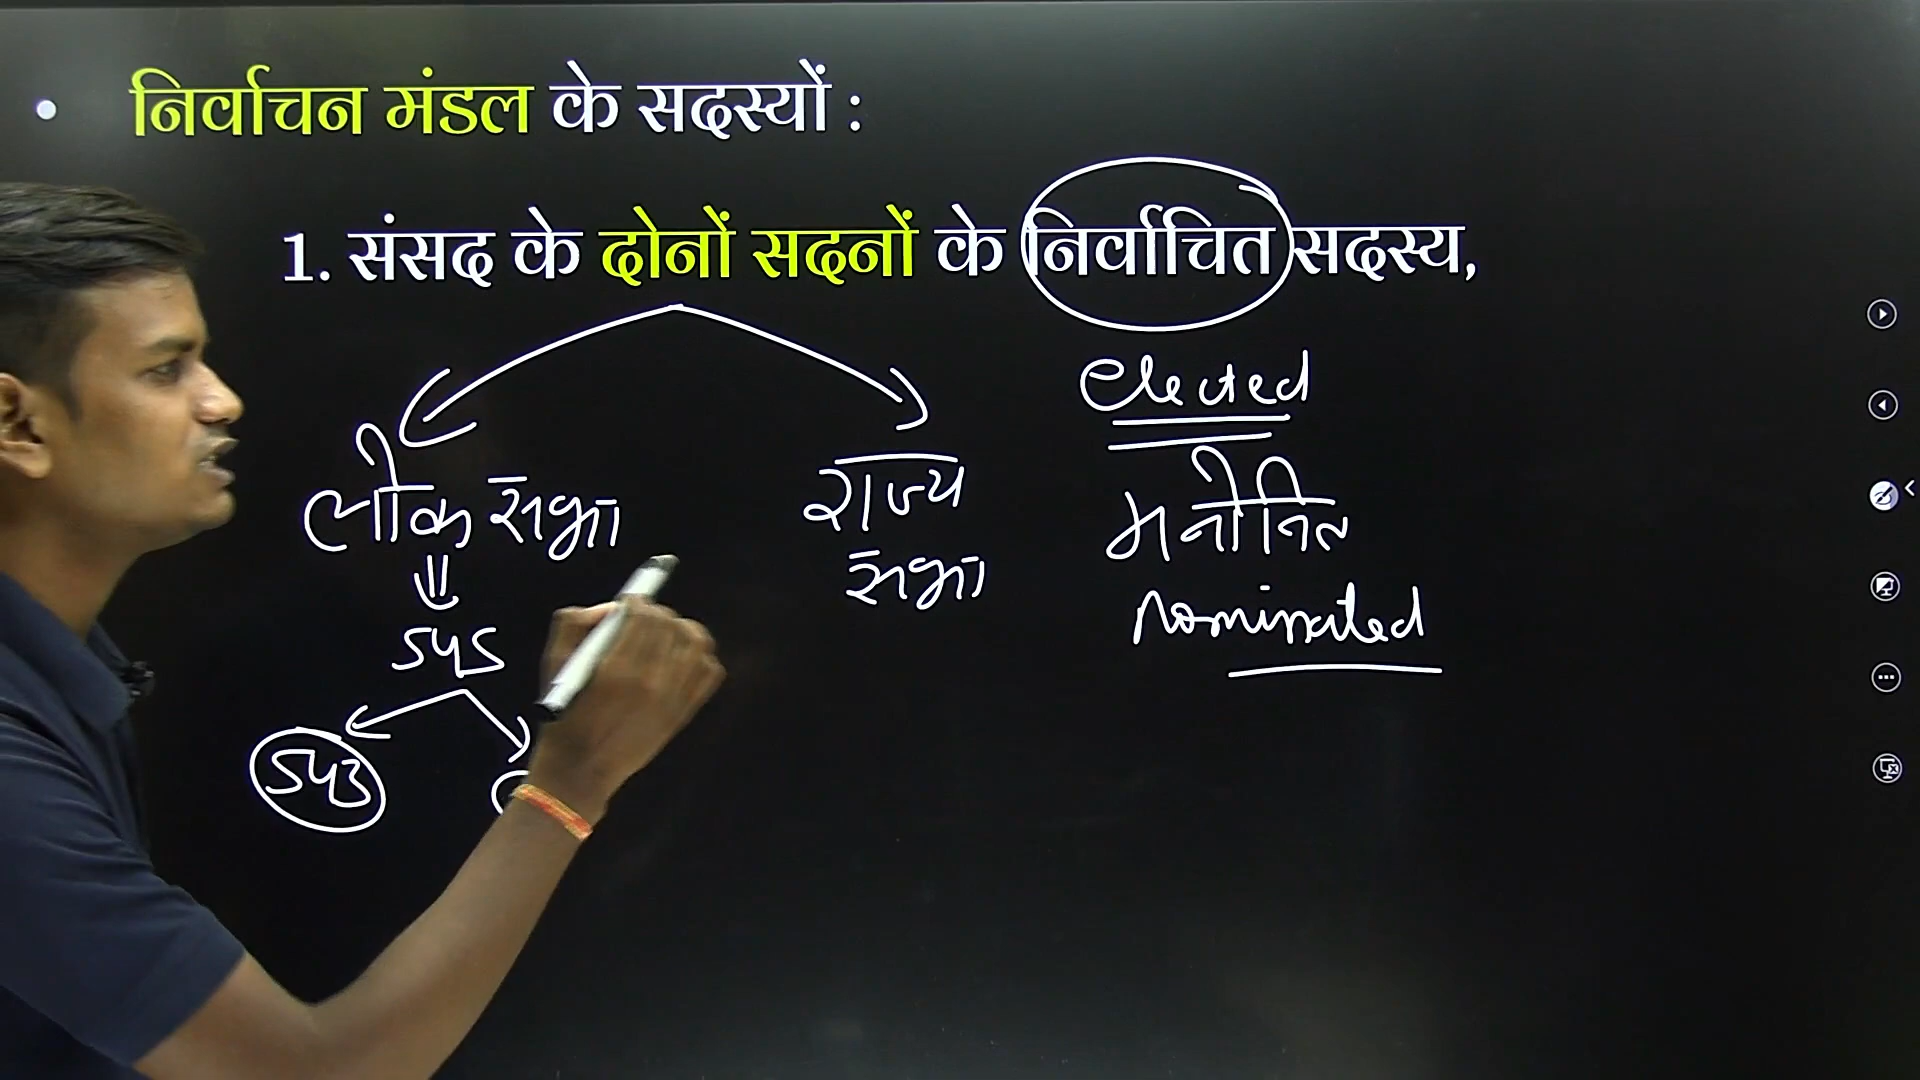 • निर्वाचन मंडल के सदस्यों :
1. संसद के दोनों सदनों के निर्वाचित सदस्य,
elected
लोक सभा
राज्य
सभा
मनोनित
nominated
545
543